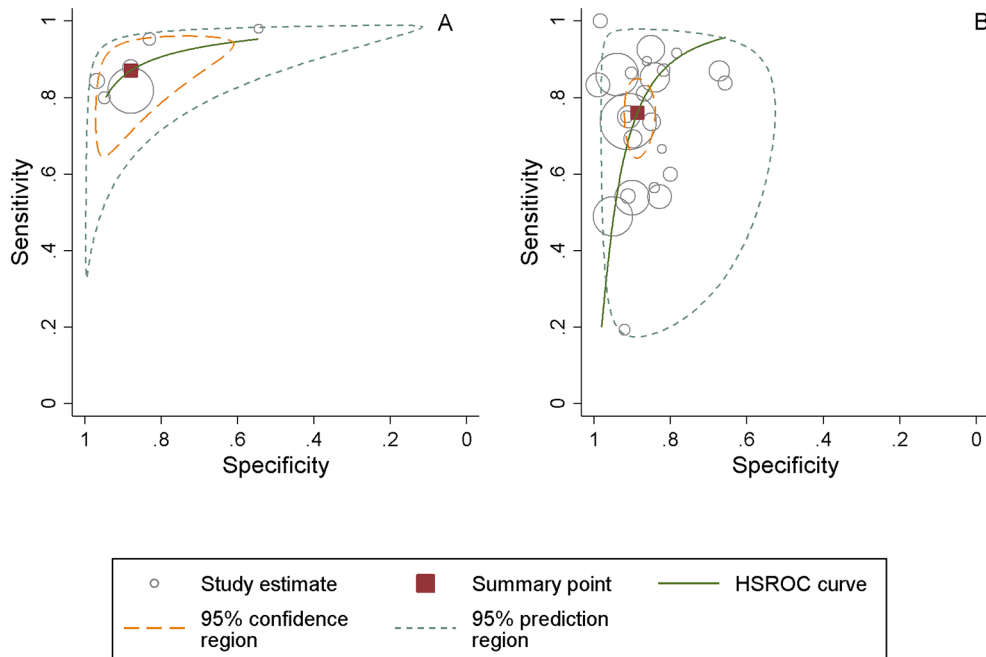 A
1
.8
.6
.4
.2
0
Sensitivity
1
.8
.6
.4
.2
0
Specificity
B
1
.8
.6
.4
.2
0
Sensitivity
1
.8
.6
.4
.2
0
Specificity
Study estimate
Summary point
HSROC curve
95% confidence
region
95% prediction
region